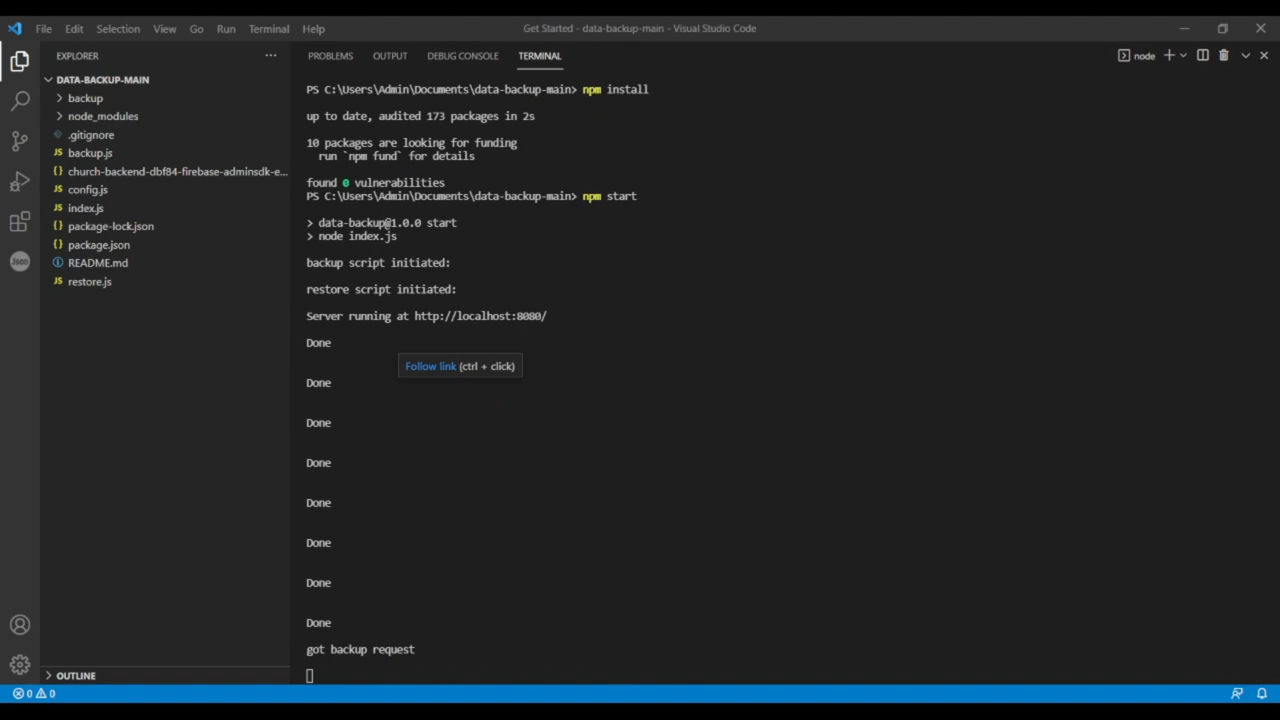 File Edit Selection View Go Run Terminal Help
Get Started - data-backup-main - Visual Studio Code
EXPLORER
DATA-BACKUP-MAIN
backup
node_modules
.gitignore
JS backup.js
{} church-backend-dbf84-firebase-adminsdk-e...
JS config.js
JS index.js
{} package-lock.json
{} package.json
README.md
JS restore.js
OUTLINE
Json
PROBLEMS OUTPUT DEBUG CONSOLE TERMINAL
node
PS C:\Users\Admin\Documents\data-backup-main> npm install
up to date, audited 173 packages in 2s
10 packages are looking for funding
run `npm fund` for details
found 0 vulnerabilities
PS C:\Users\Admin\Documents\data-backup-main> npm start
> data-backup@1.0.0 start
> node index.js
backup script initiated:
restore script initiated:
Server running at http://localhost:8080/
Done
Follow link (ctrl + click)
Done
Done
Done
Done
Done
Done
Done
got backup request
0 0